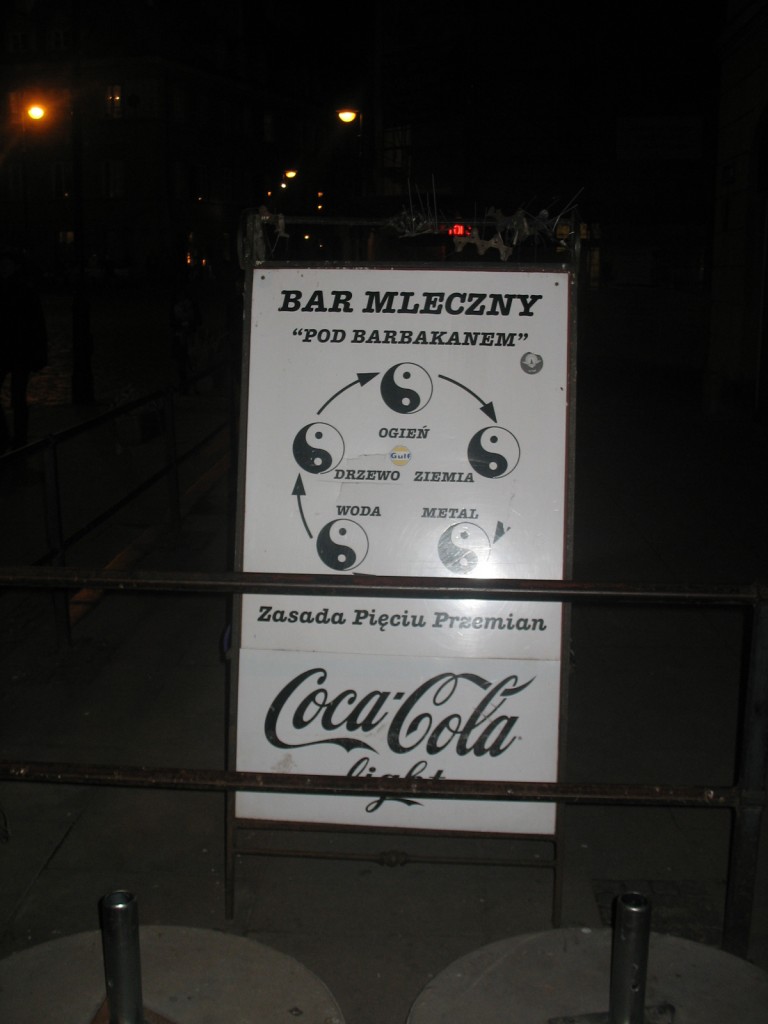 BAR MLECZNY
"POD BARBAKANEM"
OGIEŃ
Gulf
DRZEWO ZIEMIA
WODA METAL
Zasada Pięciu Przemian
Coca-Cola
light